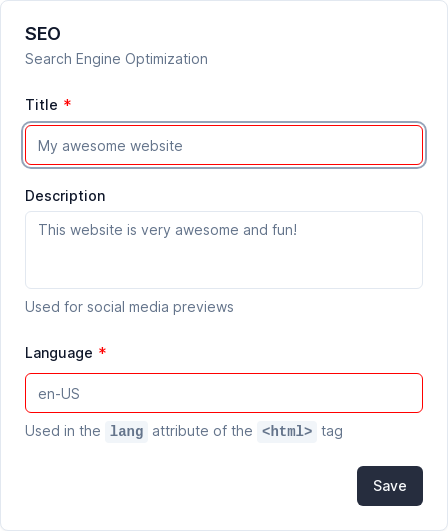 SEO
Search Engine Optimization
Title *
My awesome website
Description
This website is very awesome and fun!
Used for social media previews
Language *
en-US
Used in the lang attribute of the <html> tag
Save